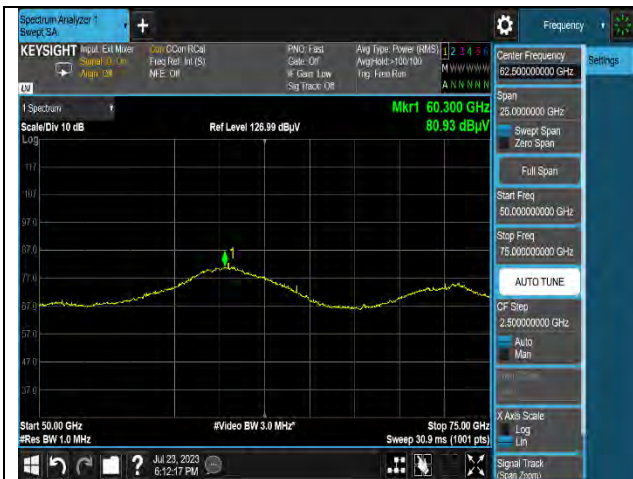 Spectrum Analyzer 1
Swept SA
Frequency
KEYSIGHT Input: Ext Mixer
Signal ID: On
Align: Off
Corr CCorr RCal
Freq Ref: Int (S)
NFE: Off
PNO: Fast
Gate: Off
IF Gain: Low
Sig Track: Off
Avg Type: Power (RMS)
Avg|Hold:>100/100
Trig: Free Run
1 2 3 4 5 6
M W W W W W
A N N N N N
LV
1 Spectrum
Scale/Div 10 dB
Log
Ref Level 126.99 dBµV
Mkr1 60.300 GHz
80.93 dBµV
117
107
97.0
87.0
77.0
67.0
57.0
47.0
37.0
1
Start 50.00 GHz
#Res BW 1.0 MHz
#Video BW 3.0 MHz*
Stop 75.00 GHz
Sweep 30.9 ms (1001 pts)
Center Frequency
62.500000000 GHz
Settings
Span
25.0000000 GHz
Swept Span
Zero Span
Full Span
Start Freq
50.000000000 GHz
Stop Freq
75.000000000 GHz
AUTO TUNE
CF Step
2.500000000 GHz
Auto
Man
X Axis Scale
Log
Lin
Signal Track
(Span Zoom)
Jul 23, 2023
6:12:17 PM